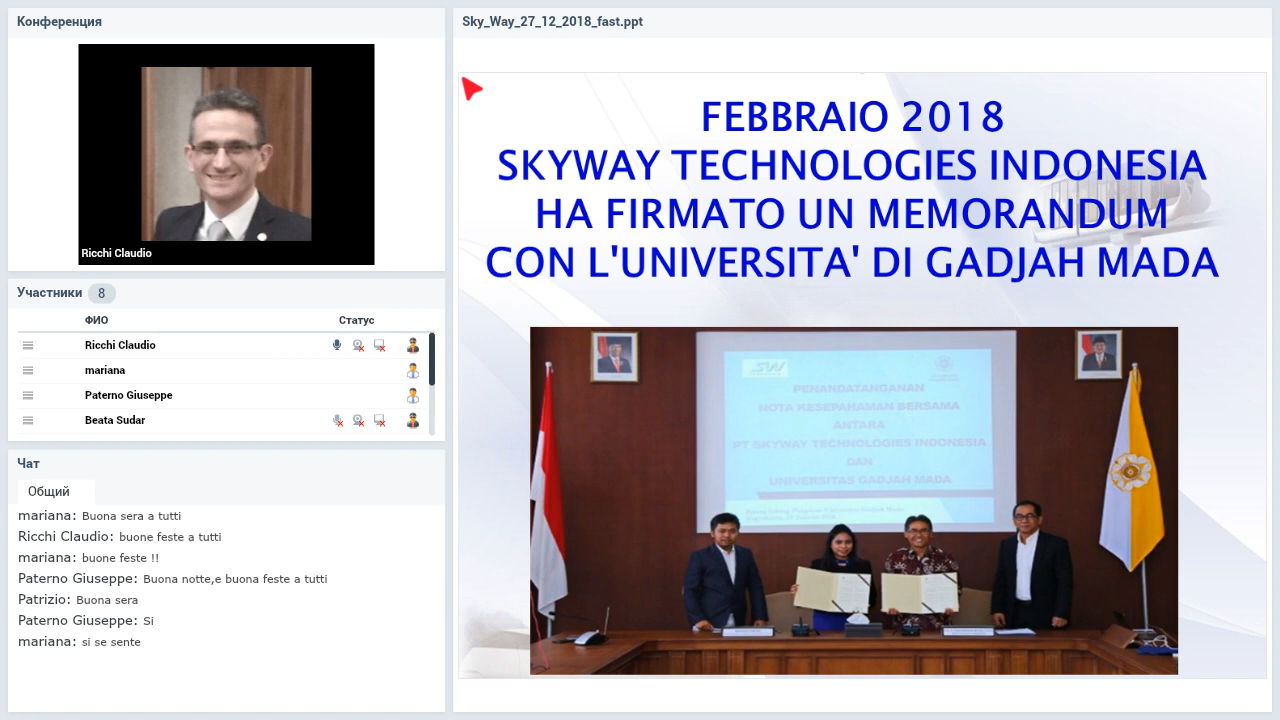 Конференция
Ricchi Claudio
Участники 8
ФИО Статус
Ricchi Claudio
mariana
Paterno Giuseppe
Beata Sudar
Чат
Общий
mariana: Buona sera a tutti
Ricchi Claudio: buone feste a tutti
mariana: buone feste !!
Paterno Giuseppe: Buona notte,e buona feste a tutti
Patrizio: Buona sera
Paterno Giuseppe: Si
mariana: si se sente
Sky_Way_27_12_2018_fast.ppt
FEBBRAIO 2018
SKYWAY TECHNOLOGIES INDONESIA
HA FIRMATO UN MEMORANDUM
CON L'UNIVERSITA' DI GADJAH MADA
SW
PENANDATANGANAN
NOTA KESEPAHAMAN BERSAMA
ANTARA
PT SKYWAY TECHNOLOGIES INDONESIA
DAN
UNIVERSITAS GADJAH MADA